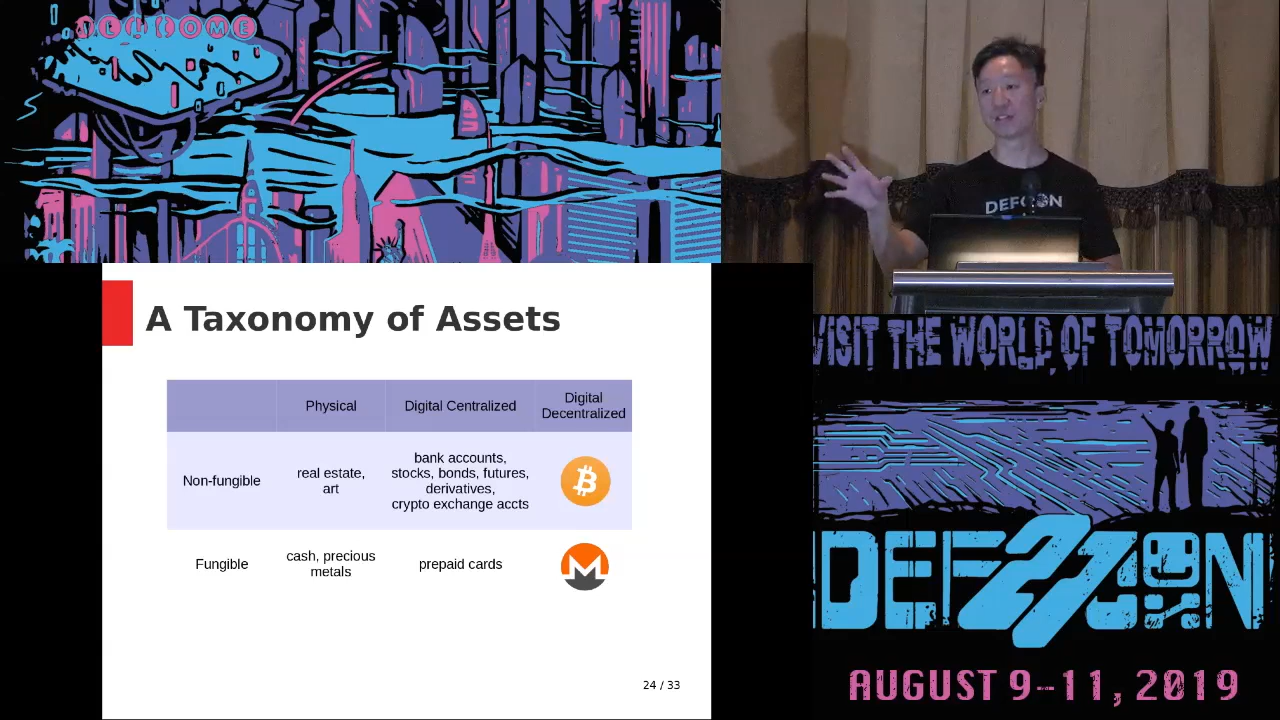 WELCOME
DEFCON
A Taxonomy of Assets
Physical
Digital Centralized
Digital
Decentralized
Non-fungible
real estate,
art
bank accounts,
stocks, bonds, futures,
derivatives,
crypto exchange accts
Fungible
cash, precious
metals
prepaid cards
24 / 33
VISIT THE WORLD OF TOMORROW
DEF27CON
AUGUST 9-11, 2019